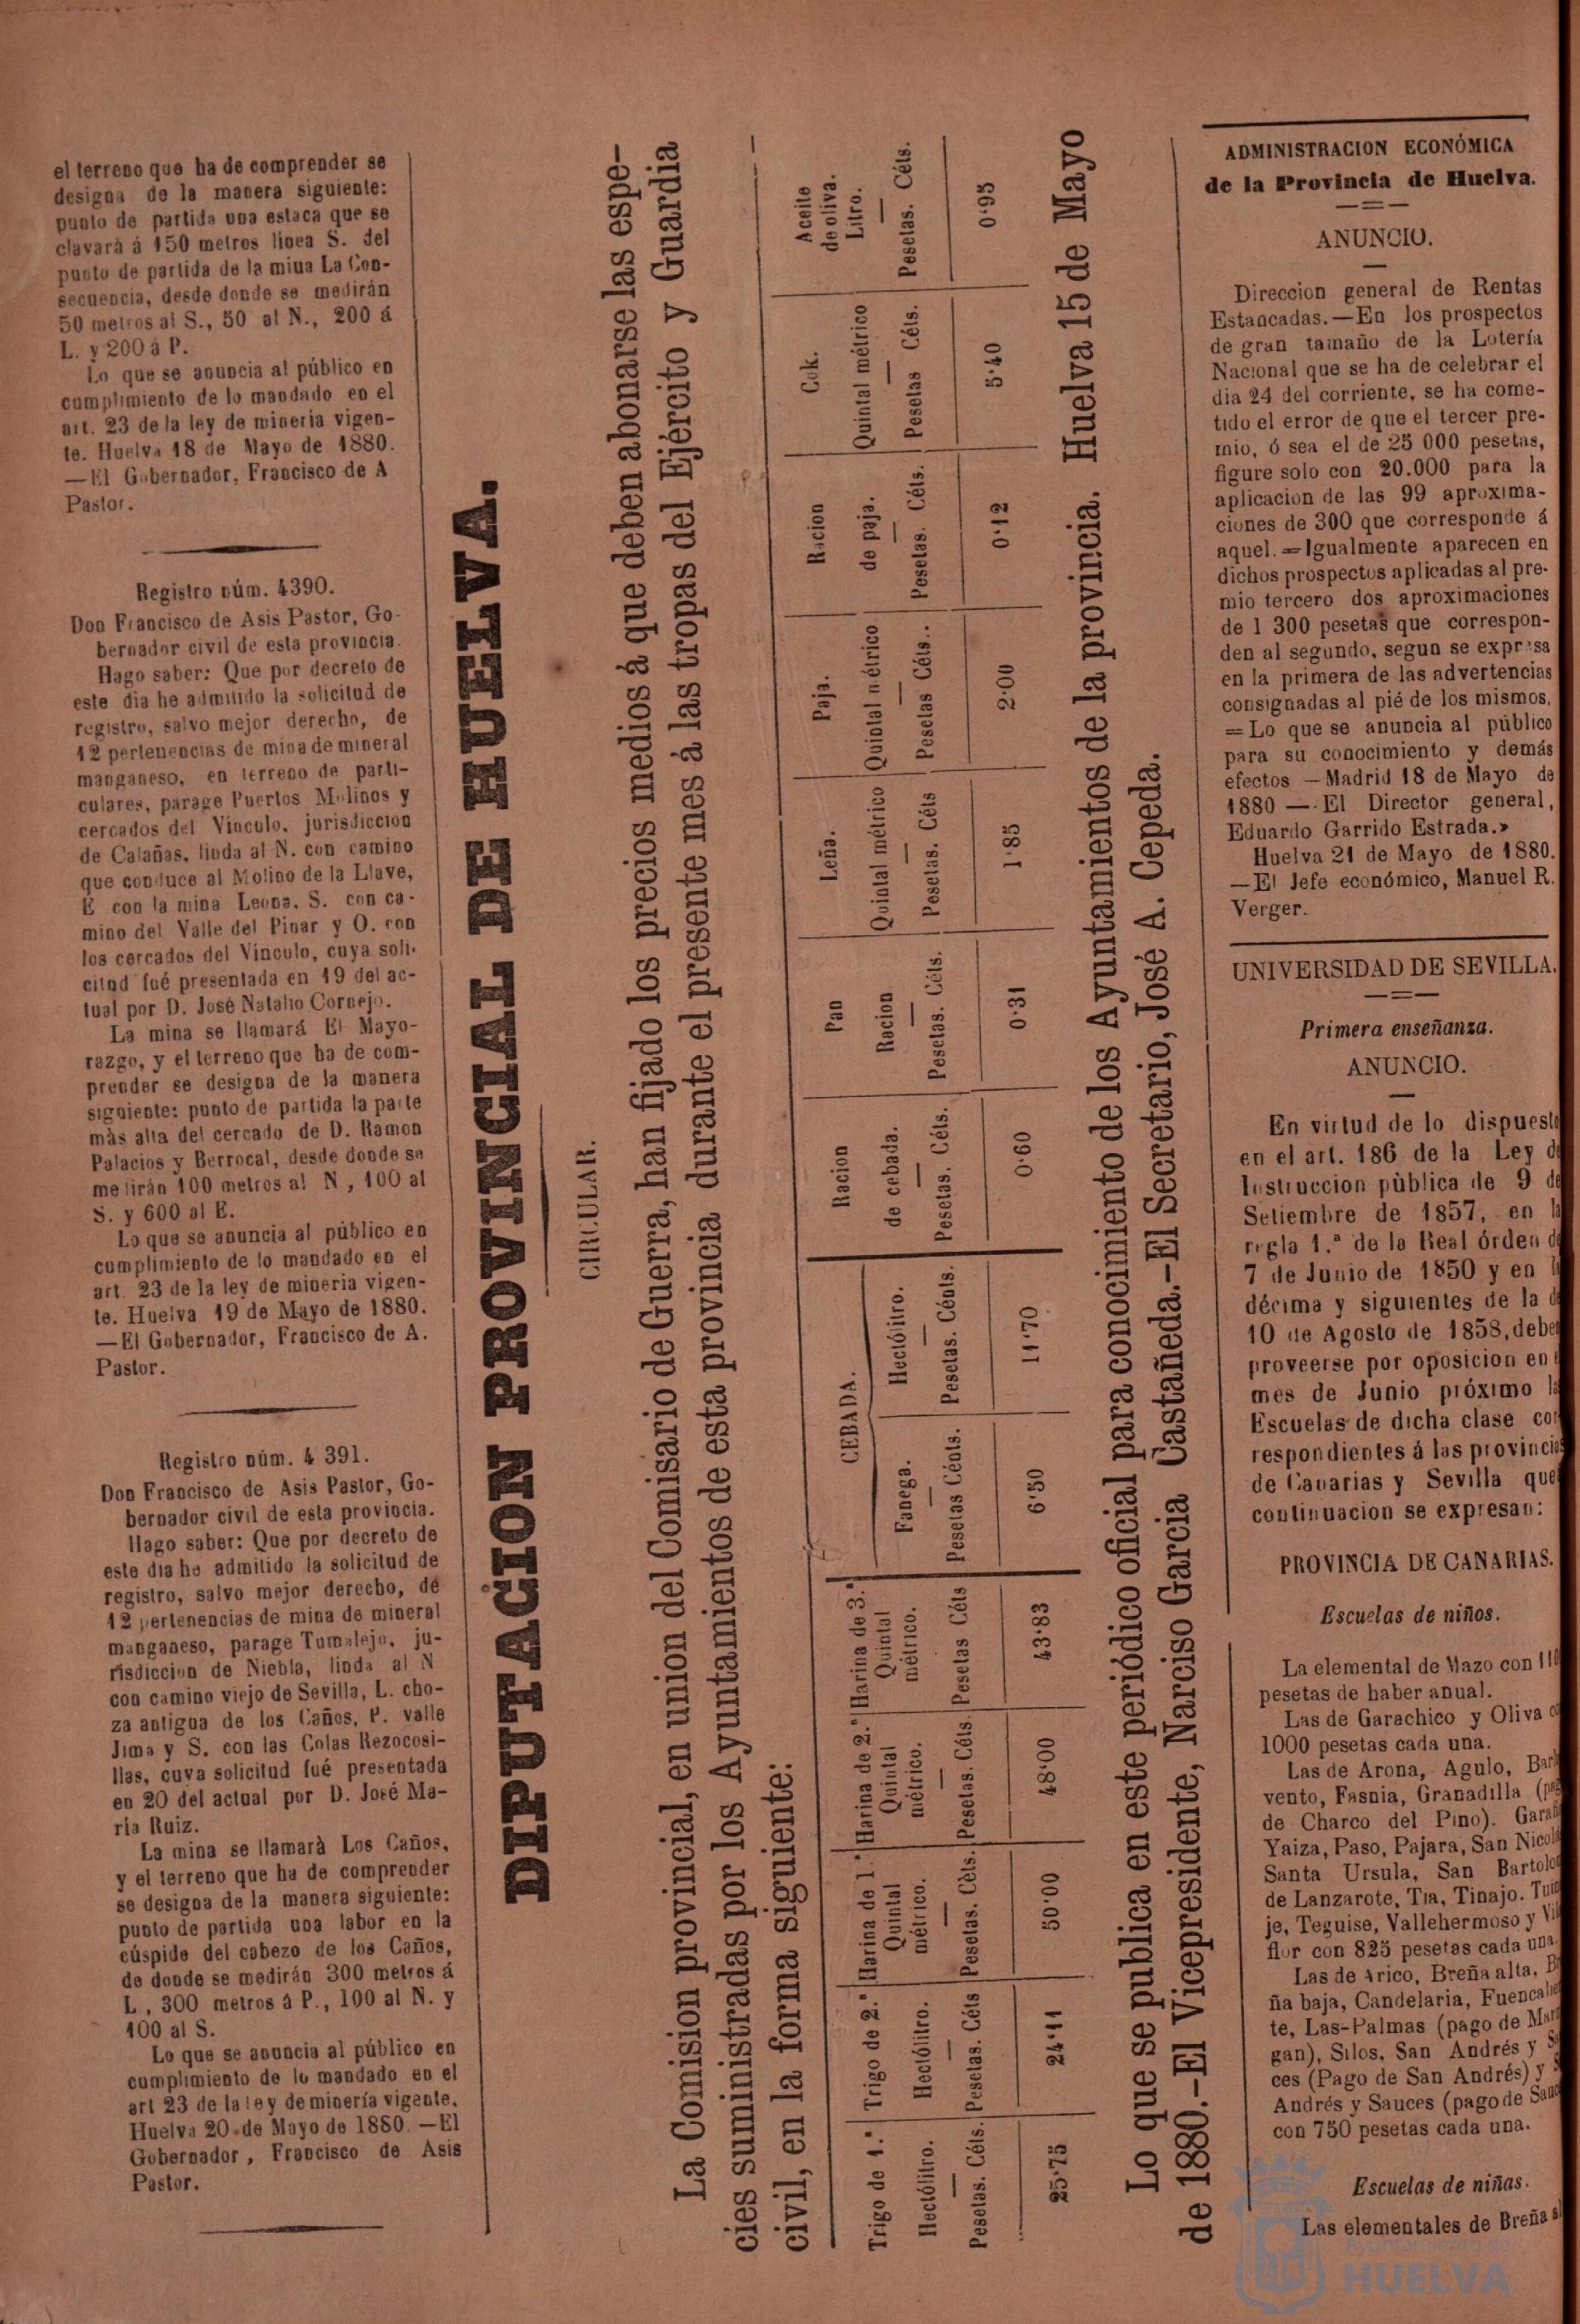 el terreno que ha de comprender se
designa de la manera siguiente:
punto de partida una estaca que se
clavarà á 150 metros linea S. del
punto de partida de la mina La Con-
secuencia, desde donde se medirán
50 metros al S., 50 al N., 200 á
L. y 200 à P.
Lo que se anuncia al público en
cumplimiento de lo mandado en el
art. 23 de la ley de minería vigen-
te. Huelva 18 de Mayo de 1880.
—El Gobernador, Francisco de A
Pastor.
Registro núm. 4390.
Don Francisco de Asis Pastor, Go-
bernador civil de esta provincia.
Hago saber: Que por decreto de
este dia he admitido la solicitud de
registro, salvo mejor derecho, de
12 pertenencias de mina de mineral
manganeso, en terreno de parti-
culares, parage Puertos Molinos y
cercados del Vínculo, jurisdiccion
de Calañas, linda al N. con camino
que conduce al Molino de la Llave,
E con la mina Leona, S. con ca-
mino del Valle del Pinar y O. con
los cercados del Vínculo, cuya soli-
citud fué presentada en 19 del ac-
tual por D. José Natalio Cornejo.
La mina se llamará El Mayo-
razgo, y el terreno que ha de com-
prender se designa de la manera
siguiente: punto de partida la parte
màs alta del cercado de D. Ramon
Palacios y Berrocal, desde donde se
medirán 100 metros al N, 100 al
S. y 600 al E.
Lo que se anuncia al público en
cumplimiento de lo mandado en el
art. 23 de la ley de mineria vigen-
te. Huelva 19 de Mayo de 1880.
—El Gobernador, Francisco de A.
Pastor.
Registro núm. 4 391.
Don Francisco de Asis Pastor, Go-
bernador civil de esta provincia.
Hago saber: Que por decreto de
este dia he admitido la solicitud de
registro, salvo mejor derecho, de
12 pertenencias de mina de mineral
manganeso, parage Tumalejo, ju-
risdiccion de Niebla, linda al N
con camino viejo de Sevilla, L. cho-
za antigua de los Caños, P. valle
Jima y S. con las Colas Rezocosi-
llas, cuya solicitud fué presentada
en 20 del actual por D. José Ma-
ría Ruiz.
La mina se llamarà Los Caños,
y el terreno que ha de comprender
se designa de la manera siguiente:
punto de partida una labor en la
cúspide del cabezo de los Caños,
de donde se medirán 300 metros á
L, 300 metros à P., 100 al N. y
100 al S.
Lo que se anuncia al público en
cumplimiento de lo mandado en el
art 23 de la ley de minería vigente.
Huelva 20 de Mayo de 1880. —El
Gobernador, Francisco de Asis
Pastor.
DIPUTACION PROVINCIAL DE HUELVA.
CIRCULAR.
La Comision provincial, en union del Comisario de Guerra, han fijado los precios medios á que deben abonarse las espe-
cies suministradas por los Ayuntamientos de esta provincia durante el presente mes á las tropas del Ejército y Guardia
civil, en la forma siguiente:
Trigo de 1.ª
Hectólitro.
Pesetas. Céts.
25·75
Trigo de 2.ª
Hectólitro.
Pesetas. Céts
24·11
Harina de 1.ª
Quintal
métrico.
Pesetas. Cèts.
50·00
Harina de 2.ª
Quintal
métrico.
Pesetas. Céts.
48·00
Harina de 3.ª
Quintal
métrico.
Pesetas Céts
43·83
CEBADA.
Fanega.
Pesetas Cénts.
6·50
Hectólitro.
Pesetas. Cénts.
11·70
Racion
de cebada.
Pesetas. Céts.
0·60
Pan
Racion
Pesetas. Céts.
0·31
Leña.
Quintal métrico
Pesetas. Céts
1·85
Paja.
Quintal métrico
Pesetas Céts..
2·00
Racion
de paja.
Pesetas. Céts.
0·12
Cok.
Quintal métrico
Pesetas Céts.
5·40
Aceite
de oliva.
Litro.
Pesetas. Céts.
0·95
Lo que se publica en este periódico oficial para conocimiento de los Ayuntamientos de la provincia. Huelva 15 de Mayo
de 1880.-El Vicepresidente, Narciso Garcia Castañeda.-El Secretario, José A. Cepeda.
ADMINISTRACION ECONÓMICA
de la Provincia de Huelva.
ANUNCIO.
Direccion general de Rentas
Estancadas.—En los prospectos
de gran tamaño de la Lotería
Nacional que se ha de celebrar el
dia 24 del corriente, se ha come-
tido el error de que el tercer pre-
mio, ó sea el de 25 000 pesetas,
figure solo con 20.000 para la
aplicacion de las 99 aproxima-
ciones de 300 que corresponde á
aquel.=Igualmente aparecen en
dichos prospectos aplicadas al pre-
mio tercero dos aproximaciones
de 1 300 pesetas que correspon-
den al segundo, segun se expresa
en la primera de las advertencias
consignadas al pié de los mismos.
=Lo que se anuncia al público
para su conocimiento y demás
efectos —Madrid 18 de Mayo de
1880 —.El Director general,
Eduardo Garrido Estrada.»
Huelva 21 de Mayo de 1880.
—El Jefe económico, Manuel R.
Verger.
UNIVERSIDAD DE SEVILLA.
Primera enseñanza.
ANUNCIO.
En virtud de lo dispuesto
en el art. 186 de la Ley de
Instruccion pública de 9 de
Setiembre de 1857, en la
regla 1.ª de la Real órden de
7 de Junio de 1850 y en
décima y siguientes de la
10 de Agosto de 1858, deben
proveerse por oposicion en
mes de Junio próximo
Escuelas de dicha clase cor
respondientes á las provincia
de Canarias y Sevilla que
continuacion se expresan:
PROVINCIA DE CANARIAS.
Escuelas de niños.
La elemental de Mazo con 110
pesetas de haber anual.
Las de Garachico y Oliva
1000 pesetas cada una.
Las de Arona, Agulo, Bar
vento, Fasnia, Granadilla
de Charco del Pino). Gara
Yaiza, Paso, Pajara, San Nicol
Santa Ursula, San Bartolo
de Lanzarote, Tia, Tinajo.
je, Teguise, Vallehermoso y
flor con 825 pesetas cada una.
Las de Arico, Breña alta,
ña baja, Candelaria, Fuencalien
te, Las-Palmas (pago de
gan), Silos, San Andrés y
ces (Pago de San Andrés) y
Andrés y Sauces (pago de Sauc
con 750 pesetas cada una.
Escuelas de niñas.
Las elementales de Breña
Ayuntamiento de
HUELVA